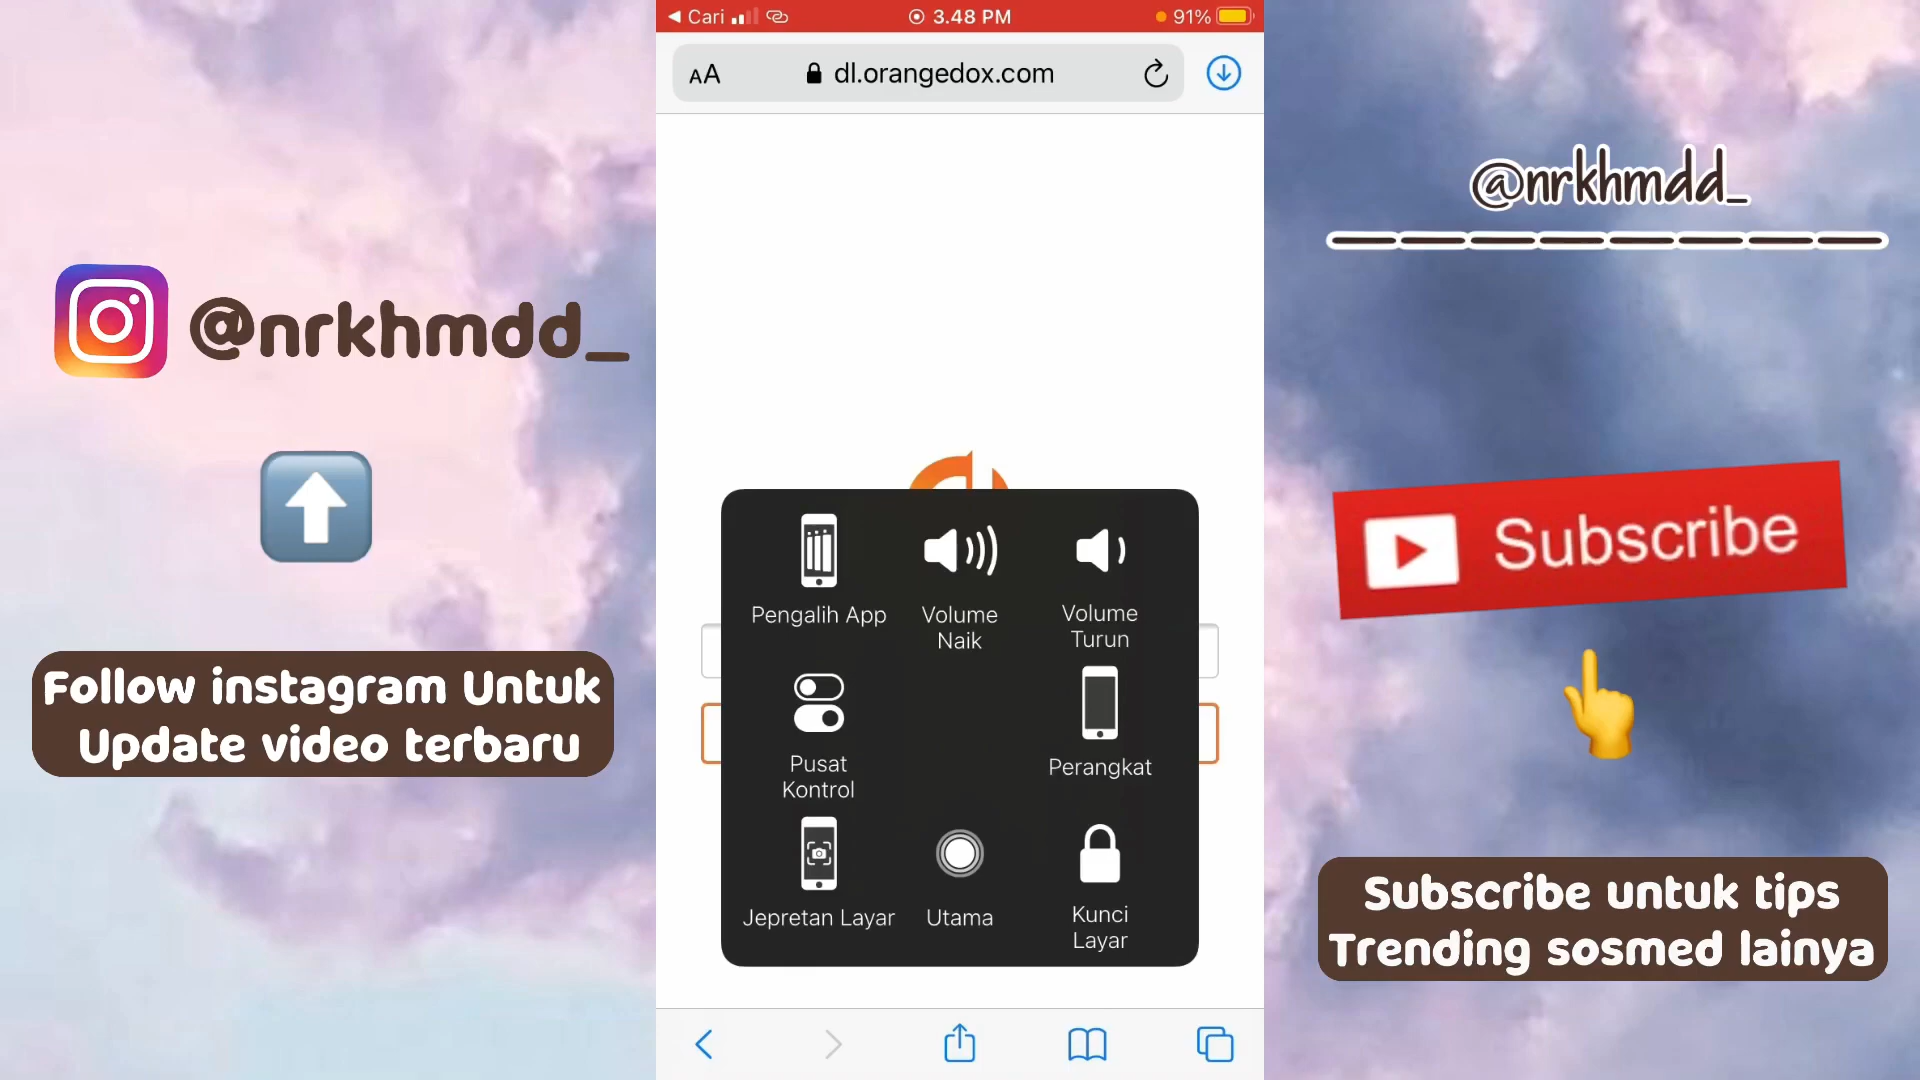 Cari
3.48 PM
91%
AA
dl.orangedox.com
@nrkhmdd_
Follow instagram Untuk
Update video terbaru
Pengalih App
Volume
Naik
Volume
Turun
Pusat
Kontrol
Perangkat
Jepretan Layar
Utama
Kunci
Layar
@nrkhmdd_
Subscribe
Subscribe untuk tips
Trending sosmed lainya